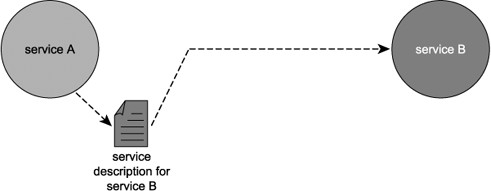 service A
service B
service
description for
service B